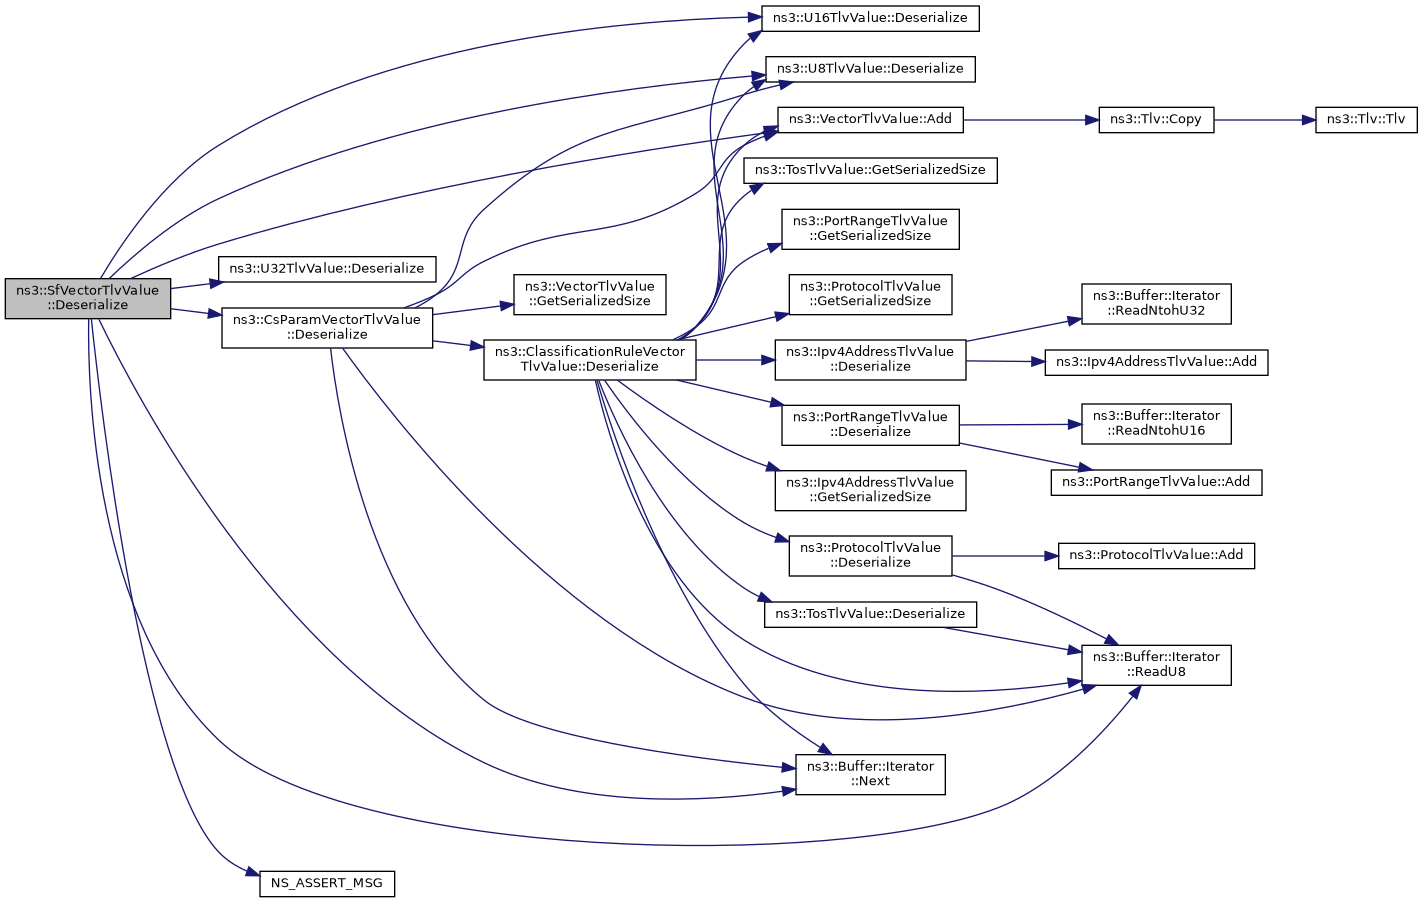 ns3::U16TlvValue::Deserialize
ns3::U8TlvValue::Deserialize
ns3::VectorTlvValue::Add
ns3::Tlv::Copy
ns3::Tlv::Tlv
ns3::TosTlvValue::GetSerializedSize
ns3::PortRangeTlvValue
::GetSerializedSize
ns3::U32TlvValue::Deserialize
ns3::SfVectorTlvValue
::Deserialize
ns3::VectorTlvValue
::GetSerializedSize
ns3::ProtocolTlvValue
::GetSerializedSize
ns3::Buffer::Iterator
::ReadNtohU32
ns3::CsParamVectorTlvValue
::Deserialize
ns3::ClassificationRuleVector
TlvValue::Deserialize
ns3::Ipv4AddressTlvValue
::Deserialize
ns3::Ipv4AddressTlvValue::Add
ns3::PortRangeTlvValue
::Deserialize
ns3::Buffer::Iterator
::ReadNtohU16
ns3::PortRangeTlvValue::Add
ns3::Ipv4AddressTlvValue
::GetSerializedSize
ns3::ProtocolTlvValue
::Deserialize
ns3::ProtocolTlvValue::Add
ns3::TosTlvValue::Deserialize
ns3::Buffer::Iterator
::ReadU8
ns3::Buffer::Iterator
::Next
NS_ASSERT_MSG